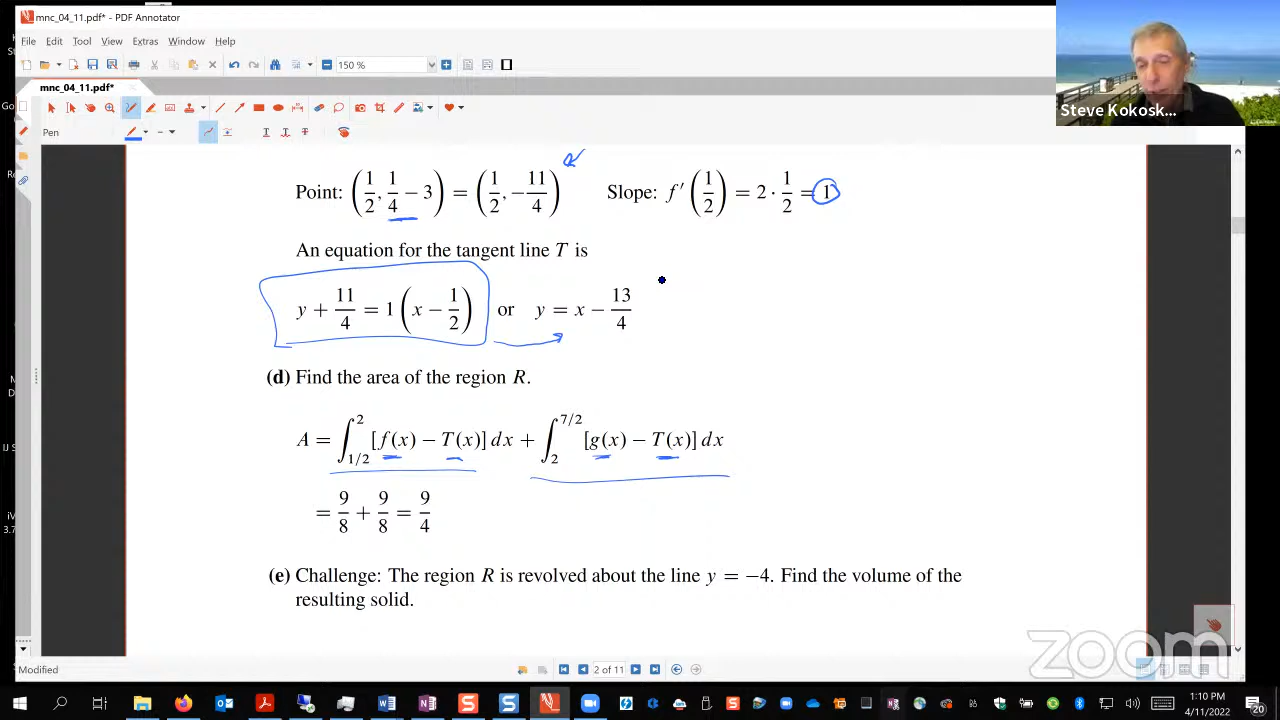 mnc_04_11.pdf* - PDF Annotator
File Edit Tool View Extras Window Help
150 %
mnc_04_11.pdf*
Pen
Steve Kokosk...
Point: (1/2, 1/4 − 3) = (1/2, −11/4) Slope: f′(1/2) = 2 · 1/2 = 1
An equation for the tangent line T is
y + 11/4 = 1(x − 1/2) or y = x − 13/4
(d) Find the area of the region R.
A = ∫_{1/2}^{2} [f(x) − T(x)] dx + ∫_{2}^{7/2} [g(x) − T(x)] dx
= 9/8 + 9/8 = 9/4
(e) Challenge: The region R is revolved about the line y = −4. Find the volume of the
resulting solid.
zoom
Modified
2 of 11
1:10 PM
4/11/2022
20